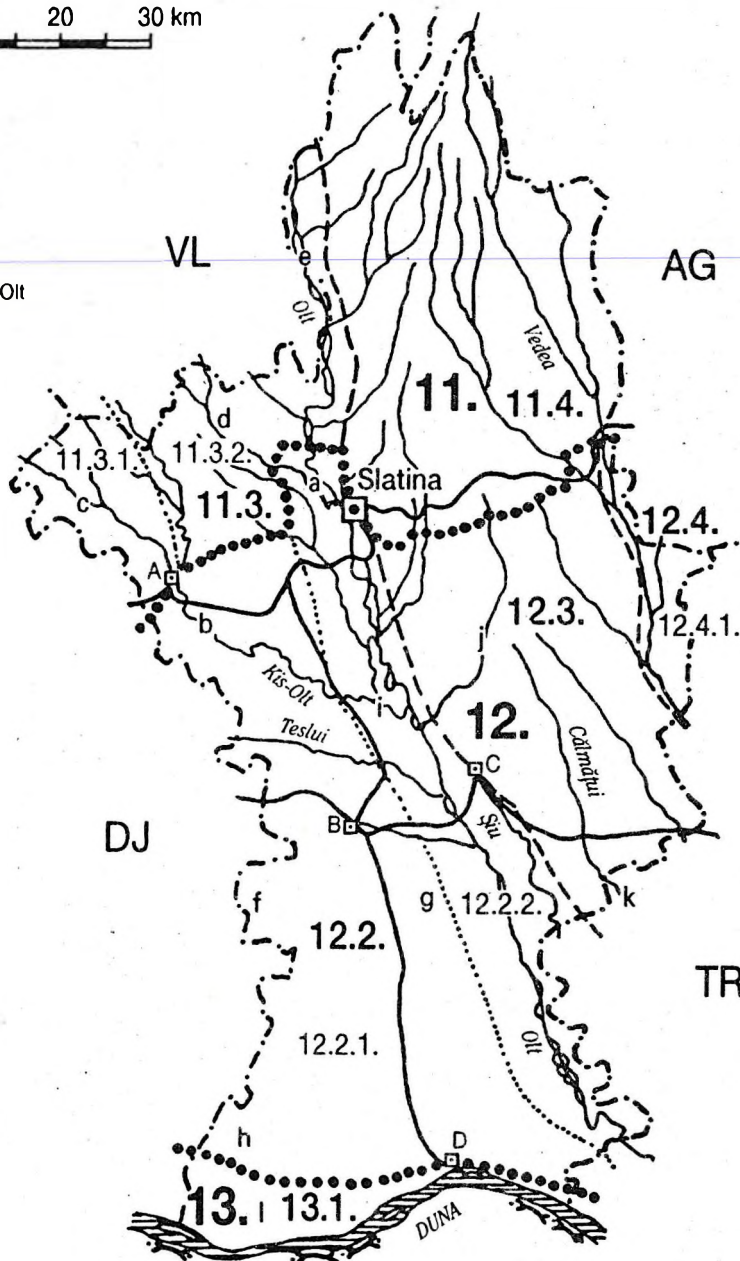 20 30 km
VL
AG
e
Olt
Olt
Vedea
11.
11.4.
d
11.3.1.
11.3.2.
a
Slatina
c
11.3.
12.4.
A
b
12.3.
12.4.1.
j
Kis-Olt
i
12.
Teslui
Călmățui
C
DJ
B
Șiu
f
g
12.2.2.
k
12.2.
TR
12.2.1.
Olt
h
D
13.
13.1.
DUNA